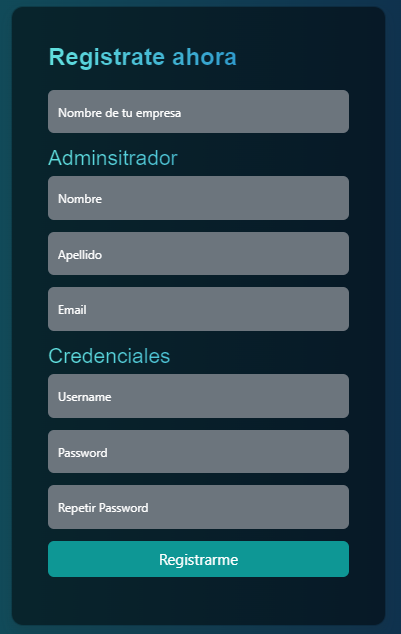 Registrate ahora
Nombre de tu empresa
Adminsitrador
Nombre
Apellido
Email
Credenciales
Username
Password
Repetir Password
Registrarme